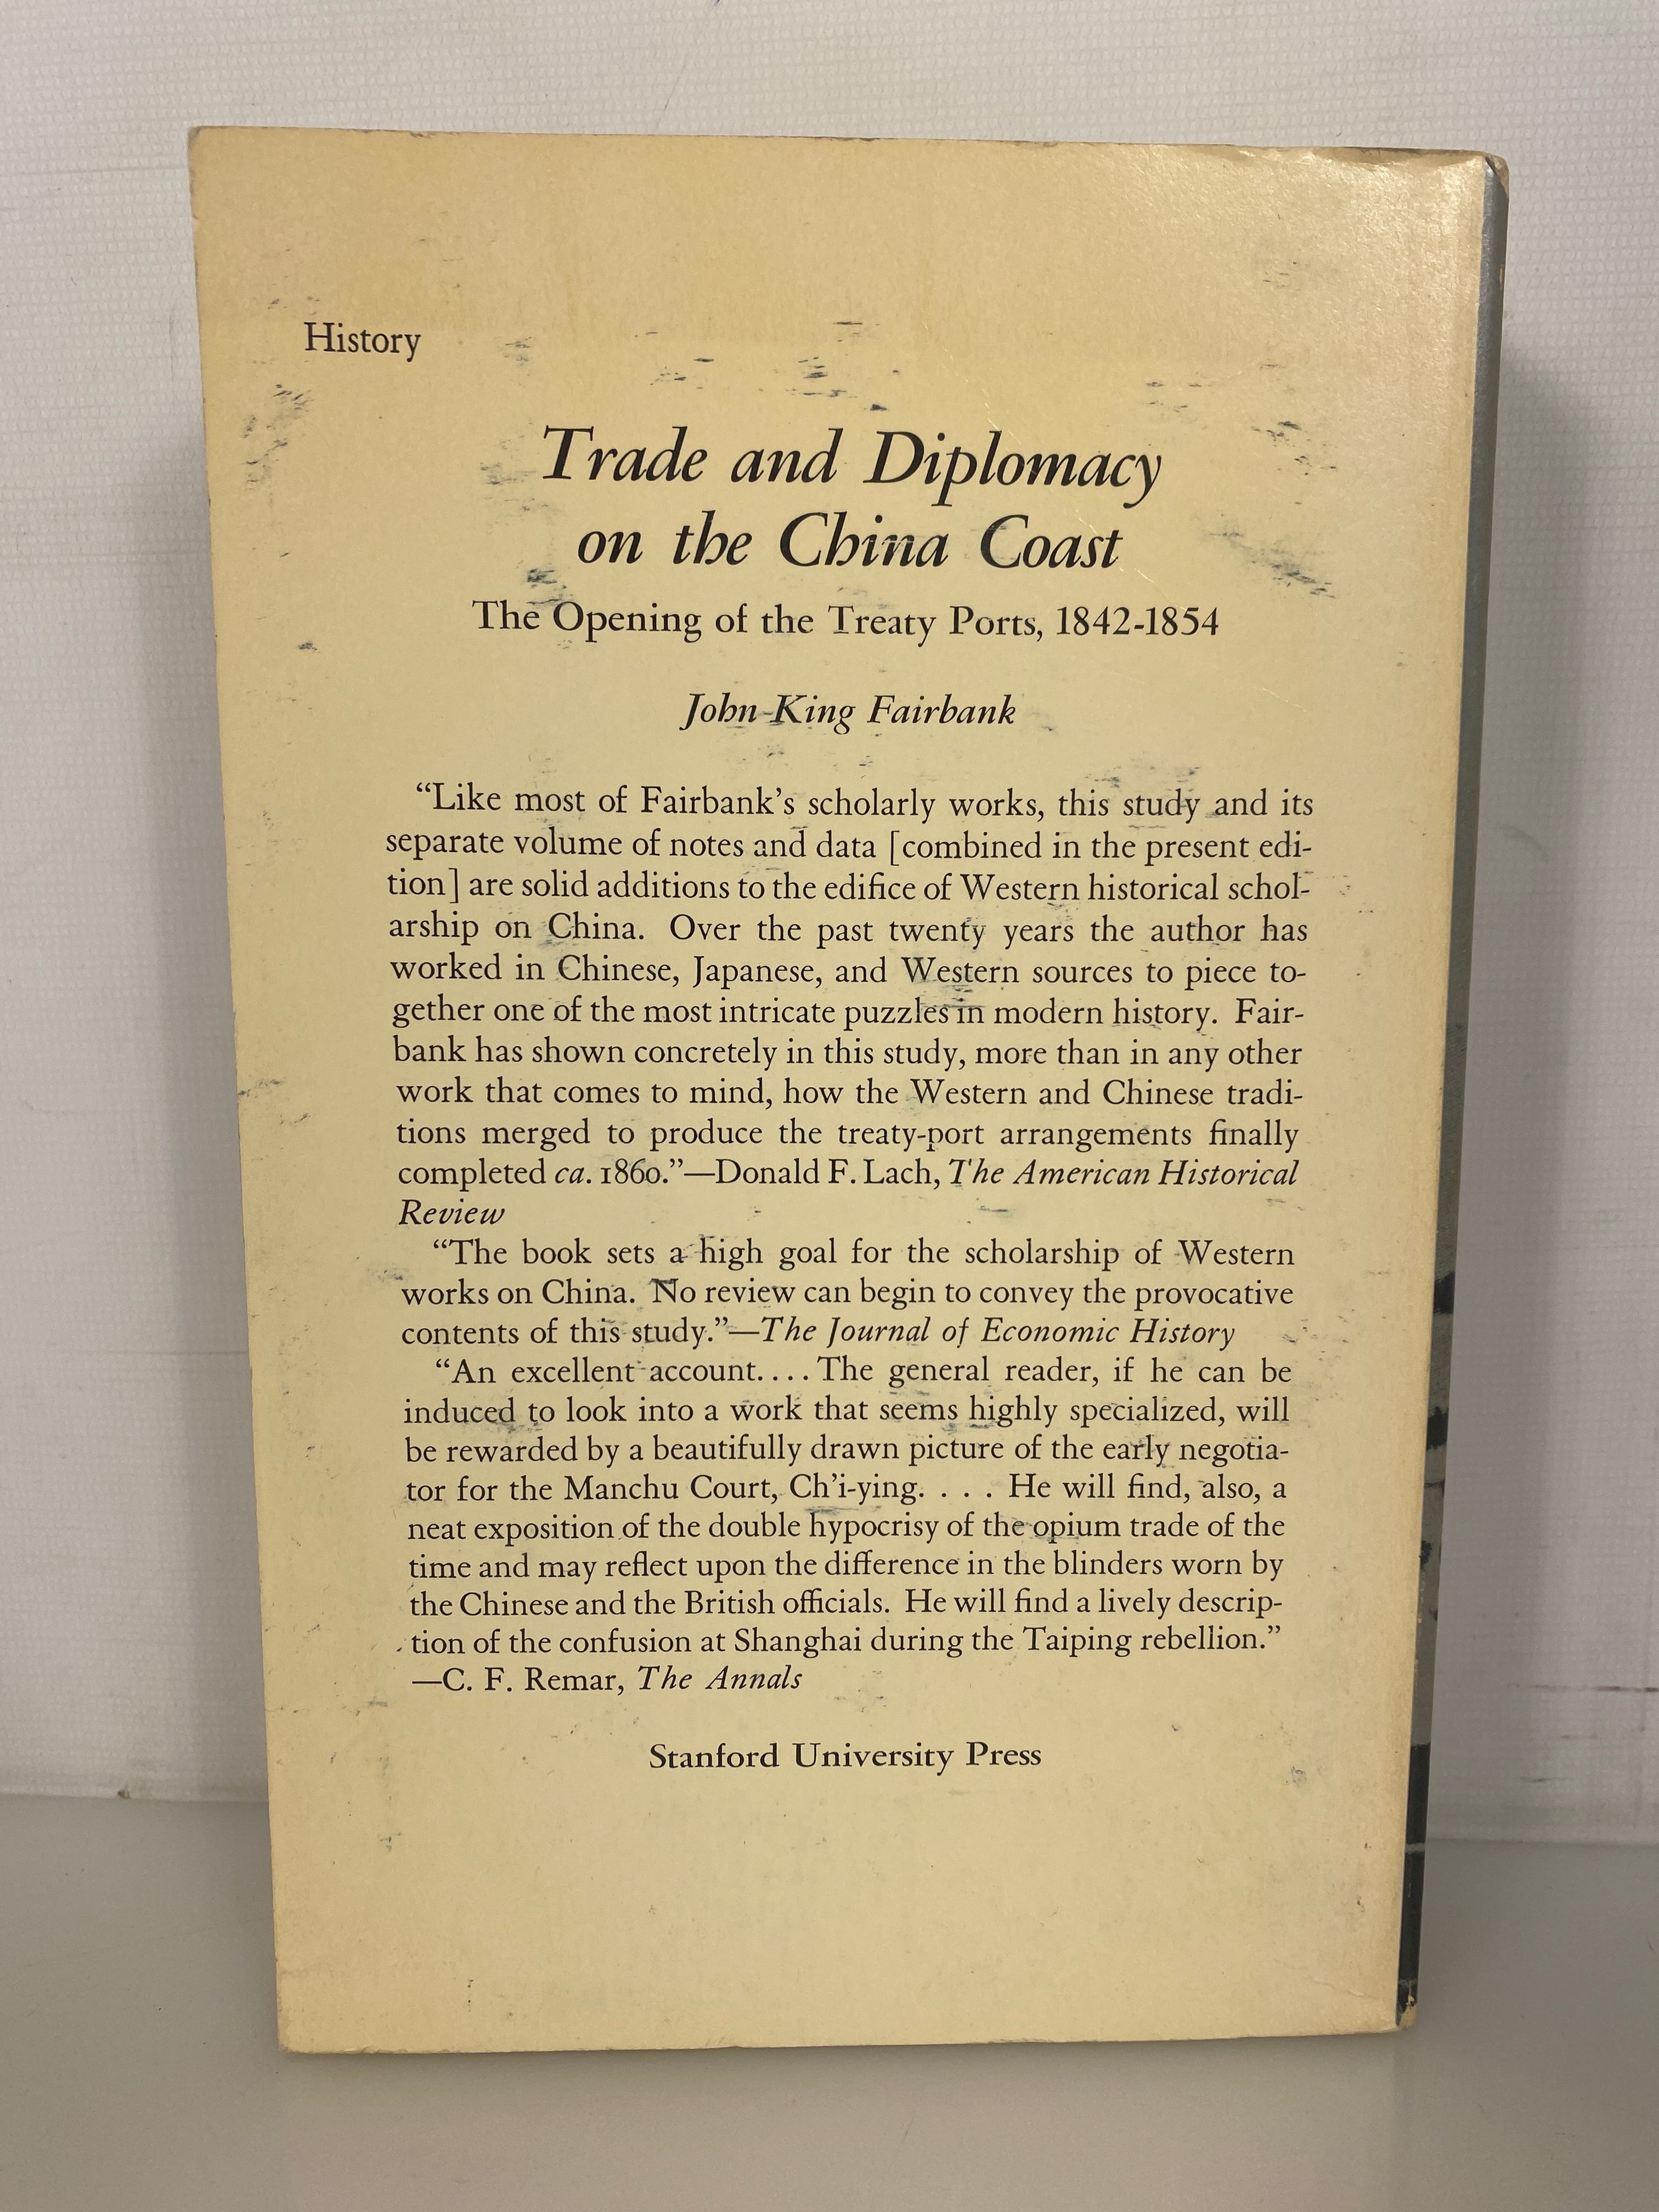 History
Trade and Diplomacy
on the China Coast
The Opening of the Treaty Ports, 1842-1854
John King Fairbank
“Like most of Fairbank’s scholarly works, this study and its
separate volume of notes and data [combined in the present edi-
tion] are solid additions to the edifice of Western historical schol-
arship on China. Over the past twenty years the author has
worked in Chinese, Japanese, and Western sources to piece to-
gether one of the most intricate puzzles in modern history. Fair-
bank has shown concretely in this study, more than in any other
work that comes to mind, how the Western and Chinese tradi-
tions merged to produce the treaty-port arrangements finally
completed ca. 1860.”—Donald F. Lach, The American Historical
Review
“The book sets a high goal for the scholarship of Western
works on China. No review can begin to convey the provocative
contents of this study.”—The Journal of Economic History
“An excellent account.... The general reader, if he can be
induced to look into a work that seems highly specialized, will
be rewarded by a beautifully drawn picture of the early negotia-
tor for the Manchu Court, Ch’i-ying. . . . He will find, also, a
neat exposition of the double hypocrisy of the opium trade of the
time and may reflect upon the difference in the blinders worn by
the Chinese and the British officials. He will find a lively descrip-
tion of the confusion at Shanghai during the Taiping rebellion.”
—C. F. Remar, The Annals
Stanford University Press